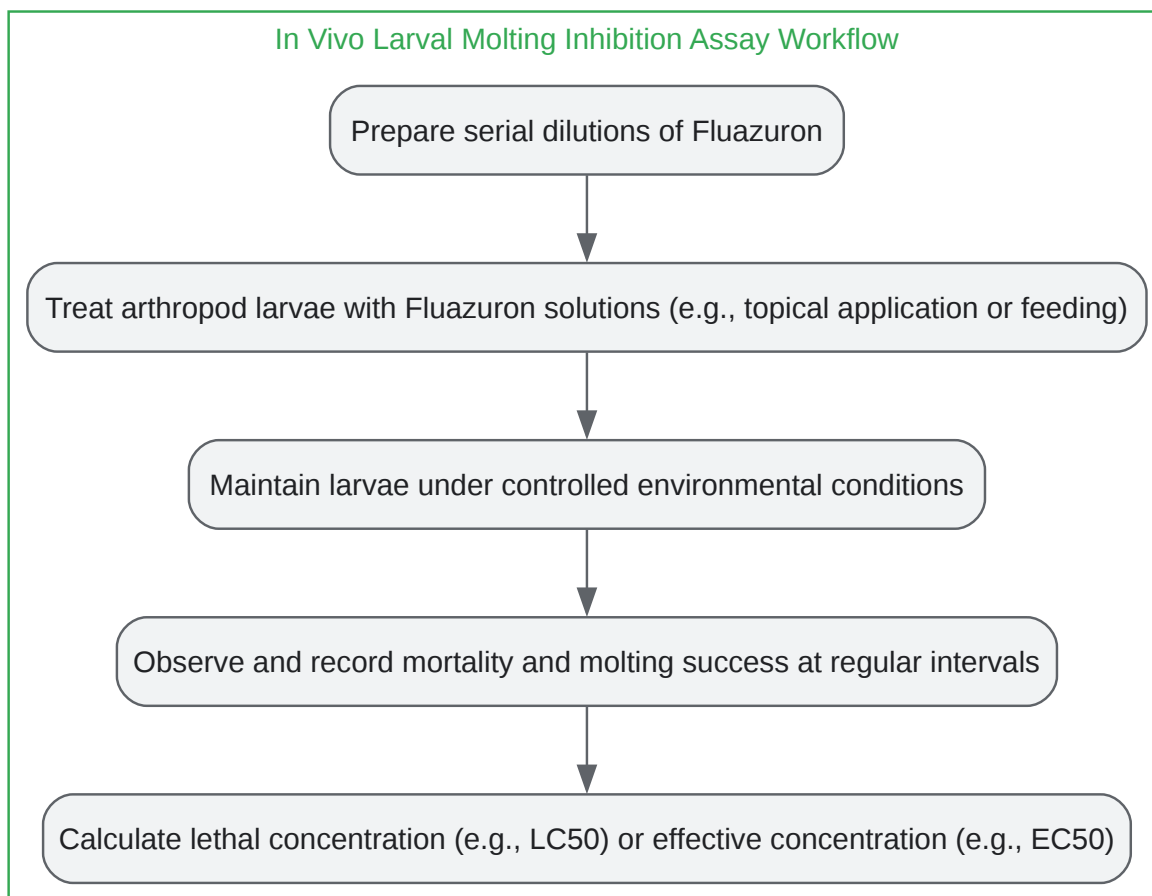 In Vivo Larval Molting Inhibition Assay Workflow
Prepare serial dilutions of Fluazuron
Treat arthropod larvae with Fluazuron solutions (e.g., topical application or feeding)
Maintain larvae under controlled environmental conditions
Observe and record mortality and molting success at regular intervals
Calculate lethal concentration (e.g., LC50) or effective concentration (e.g., EC50)